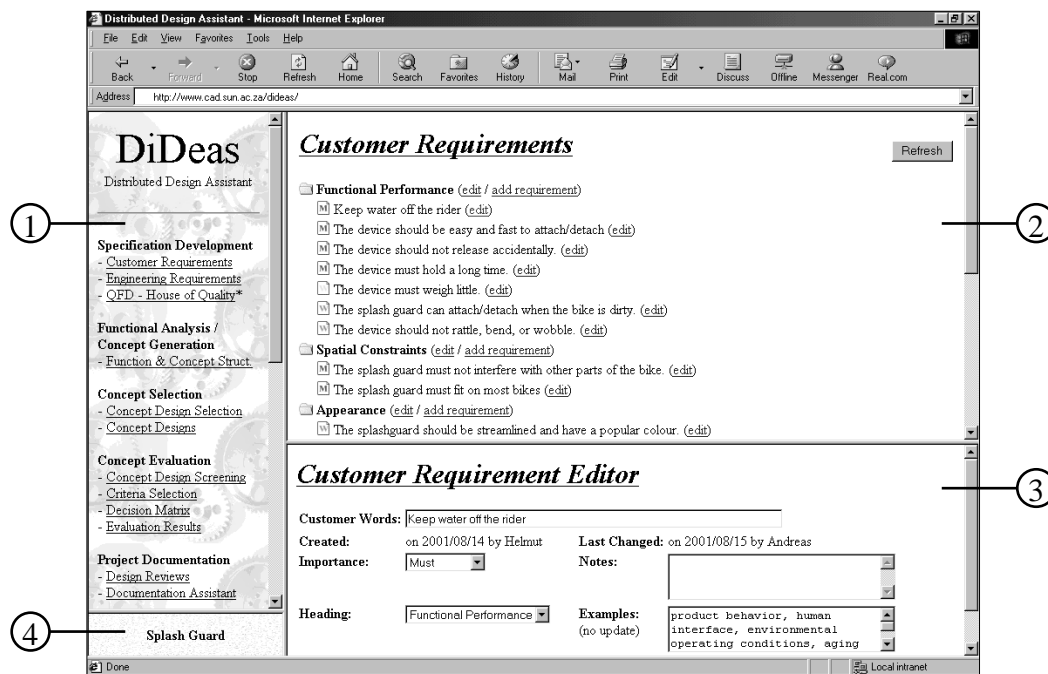 Distributed Design Assistant - Microsoft Internet Explorer
File Edit View Favorites Tools Help
Back Forward Stop Refresh Home Search Favorites History Mail Print Edit Discuss Offline Messenger Real.com
Address http://www.cad.sun.ac.za/dideas/
DiDeas
Distributed Design Assistant
1
Specification Development
- Customer Requirements
- Engineering Requirements
- QFD - House of Quality*
Functional Analysis /
Concept Generation
- Function & Concept Struct.
Concept Selection
- Concept Design Selection
- Concept Designs
Concept Evaluation
- Concept Design Screening
- Criteria Selection
- Decision Matrix
- Evaluation Results
Project Documentation
- Design Reviews
- Documentation Assistant
4
Splash Guard
Customer Requirements
Refresh
2
Functional Performance (edit / add requirement)
M Keep water off the rider (edit)
M The device should be easy and fast to attach/detach (edit)
M The device should not release accidentally. (edit)
M The device must hold a long time. (edit)
The device must weigh little. (edit)
W The splash guard can attach/detach when the bike is dirty. (edit)
W The device should not rattle, bend, or wobble. (edit)
Spatial Constraints (edit / add requirement)
M The splash guard must not interfere with other parts of the bike. (edit)
M The splash guard must fit on most bikes (edit)
Appearance (edit / add requirement)
W The splashguard should be streamlined and have a popular colour. (edit)
Customer Requirement Editor
3
Customer Words: Keep water off the rider
Created: on 2001/08/14 by Helmut Last Changed: on 2001/08/15 by Andreas
Importance: Must Notes:
Heading: Functional Performance Examples:
(no update)
product behavior, human
interface, environmental
operating conditions, aging
Done Local intranet